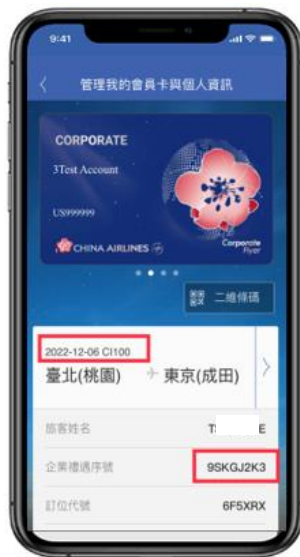 9:41
管理我的會員卡與個人資訊
CORPORATE
3Test Account
US999999
CHINA AIRLINES
Corporate
Flyer
二維條碼
2022-12-06 CI100
臺北(桃園) 東京(成田)
旅客姓名 T E
企業禮遇序號 9SKGJ2K3
訂位代號 6F5XRX